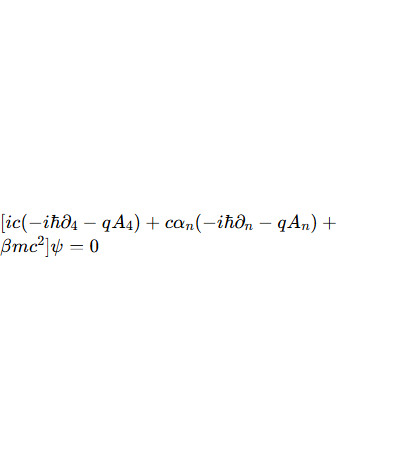 [ic(−iħ∂₄ − qA₄) + cαₙ(−iħ∂ₙ − qAₙ) +
βmc²]ψ = 0